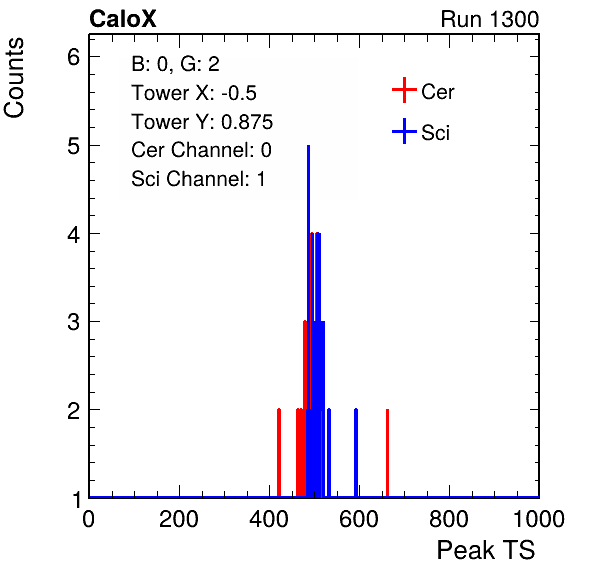 CaloX Run 1300
Counts
B: 0, G: 2
Tower X: -0.5
Tower Y: 0.875
Cer Channel: 0
Sci Channel: 1
Cer
Sci
6
5
4
3
2
1
0 200 400 600 800 1000
Peak TS